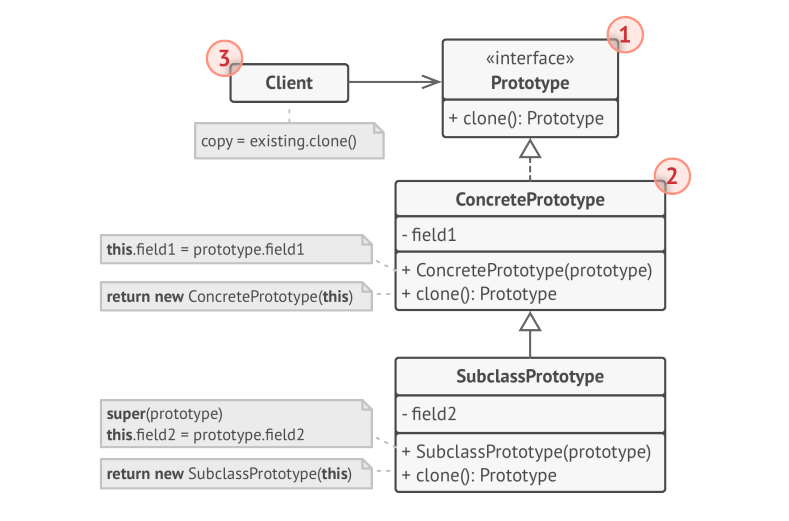 1
«interface»
Prototype
+ clone(): Prototype
3
Client
copy = existing.clone()
2
ConcretePrototype
- field1
+ ConcretePrototype(prototype)
+ clone(): Prototype
this.field1 = prototype.field1
return new ConcretePrototype(this)
SubclassPrototype
- field2
+ SubclassPrototype(prototype)
+ clone(): Prototype
super(prototype)
this.field2 = prototype.field2
return new SubclassPrototype(this)